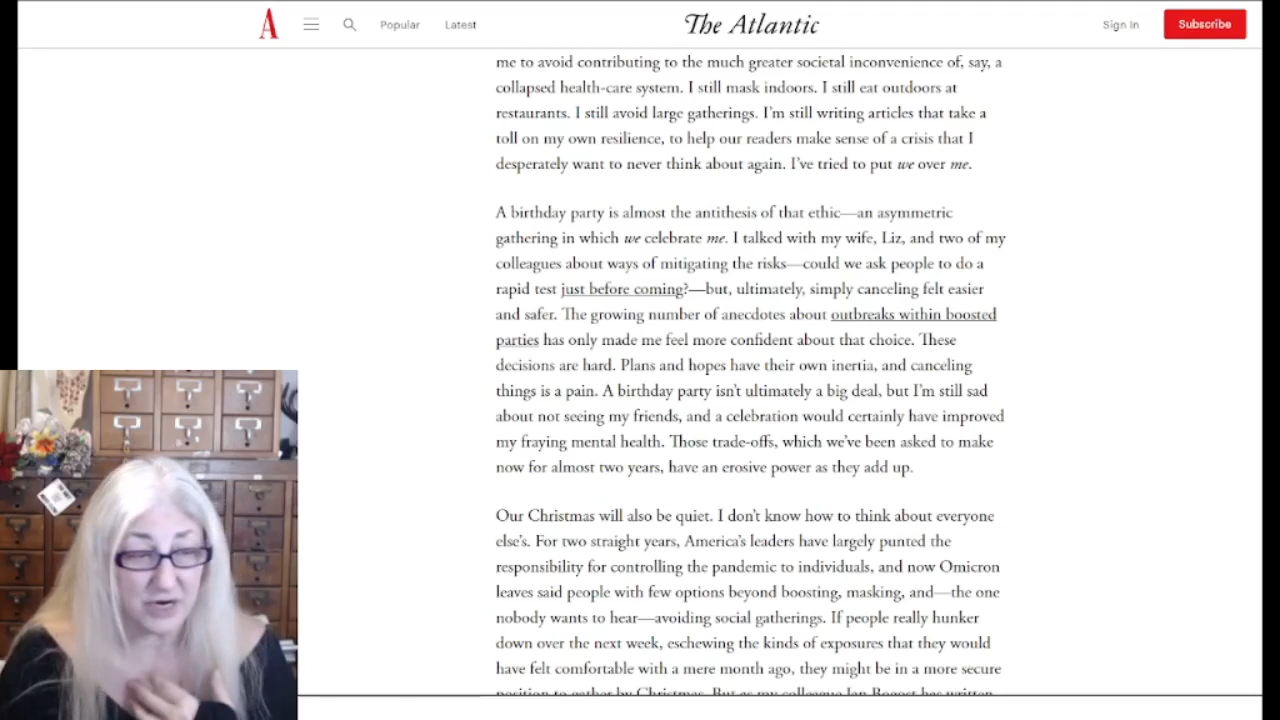 A
Popular
Latest
The Atlantic
Sign In
Subscribe
me to avoid contributing to the much greater societal inconvenience of, say, a
collapsed health-care system. I still mask indoors. I still eat outdoors at
restaurants. I still avoid large gatherings. I’m still writing articles that take a
toll on my own resilience, to help our readers make sense of a crisis that I
desperately want to never think about again. I’ve tried to put we over me.
A birthday party is almost the antithesis of that ethic—an asymmetric
gathering in which we celebrate me. I talked with my wife, Liz, and two of my
colleagues about ways of mitigating the risks—could we ask people to do a
rapid test just before coming?—but, ultimately, simply canceling felt easier
and safer. The growing number of anecdotes about outbreaks within boosted
parties has only made me feel more confident about that choice. These
decisions are hard. Plans and hopes have their own inertia, and canceling
things is a pain. A birthday party isn’t ultimately a big deal, but I’m still sad
about not seeing my friends, and a celebration would certainly have improved
my fraying mental health. Those trade-offs, which we’ve been asked to make
now for almost two years, have an erosive power as they add up.
Our Christmas will also be quiet. I don’t know how to think about everyone
else’s. For two straight years, America’s leaders have largely punted the
responsibility for controlling the pandemic to individuals, and now Omicron
leaves said people with few options beyond boosting, masking, and—the one
nobody wants to hear—avoiding social gatherings. If people really hunker
down over the next week, eschewing the kinds of exposures that they would
have felt comfortable with a mere month ago, they might be in a more secure
position to gather by Christmas. But as my colleague Ian Bogost has written,